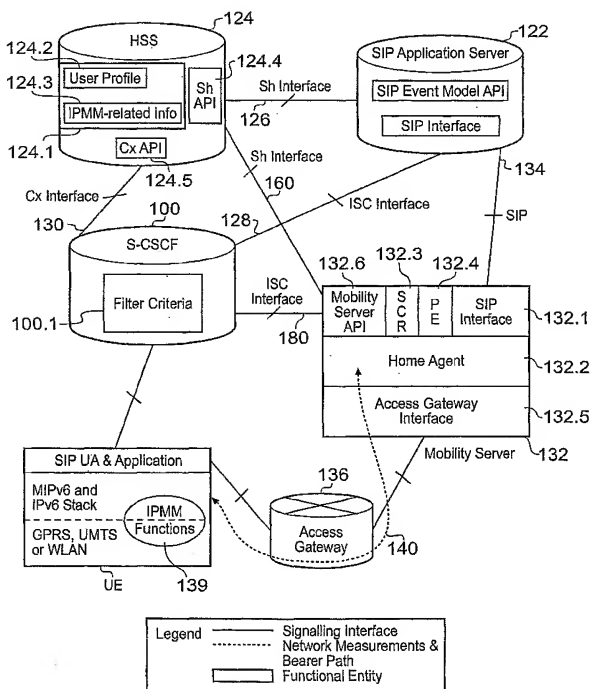 124
HSS
124.2
124.4
122
User Profile
SIP Application Server
124.3
Sh API
Sh Interface
SIP Event Model API
IPMM-related info
126
SIP Interface
124.1
Cx API
Sh Interface
124.5
134
Cx Interface
160
130
100
128
ISC Interface
SIP
S-CSCF
132.3
132.6
132.4
Filter Criteria
ISC Interface
Mobility Server API
SCR
PE
SIP Interface
132.1
100.1
180
Home Agent
132.2
Access Gateway Interface
132.5
SIP UA & Application
Mobility Server
132
MIPv6 and IPv6 Stack
136
IPMM Functions
GPRS, UMTS or WLAN
Access Gateway
140
139
UE
Legend
Signalling Interface
Network Measurements &
Bearer Path
Functional Entity